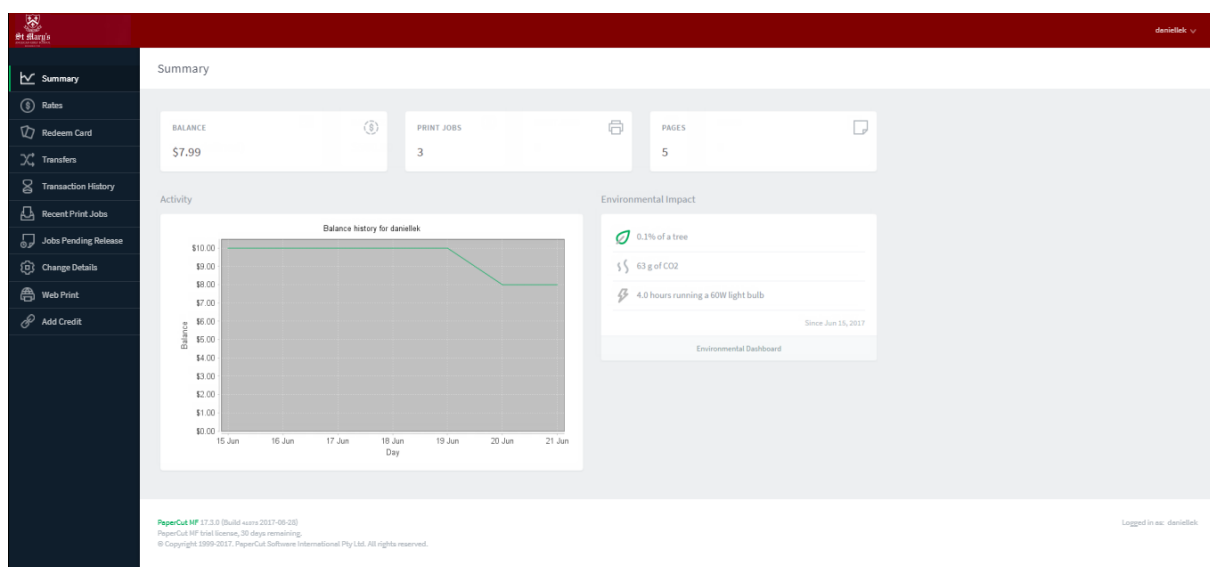 St Mary's
daniellek
Summary
Rates
Redeem Card
Transfers
Transaction History
Recent Print Jobs
Jobs Pending Release
Change Details
Web Print
Add Credit
Summary
BALANCE
$7.99
PRINT JOBS
3
PAGES
5
Activity
Balance history for daniellek
Balance
$10.00
$9.00
$8.00
$7.00
$6.00
$5.00
$4.00
$3.00
$2.00
$1.00
$0.00
15 Jun 16 Jun 17 Jun 18 Jun 19 Jun 20 Jun 21 Jun
Day
Environmental Impact
0.1% of a tree
63 g of CO2
4.0 hours running a 60W light bulb
Since Jun 15, 2017
Environmental Dashboard
PaperCut MF 17.3.0 (Build 2017-06-28)
PaperCut MF trial license, 30 days remaining.
© Copyright 1999-2017. PaperCut Software International Pty Ltd. All rights reserved.
Logged in as: daniellek